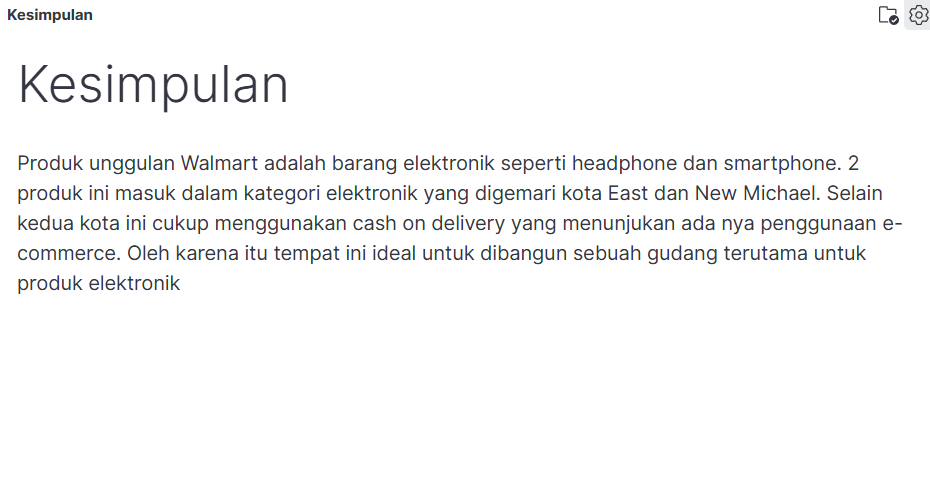 Kesimpulan
Kesimpulan
Produk unggulan Walmart adalah barang elektronik seperti headphone dan smartphone. 2
produk ini masuk dalam kategori elektronik yang digemari kota East dan New Michael. Selain
kedua kota ini cukup menggunakan cash on delivery yang menunjukan ada nya penggunaan e-
commerce. Oleh karena itu tempat ini ideal untuk dibangun sebuah gudang terutama untuk
produk elektronik